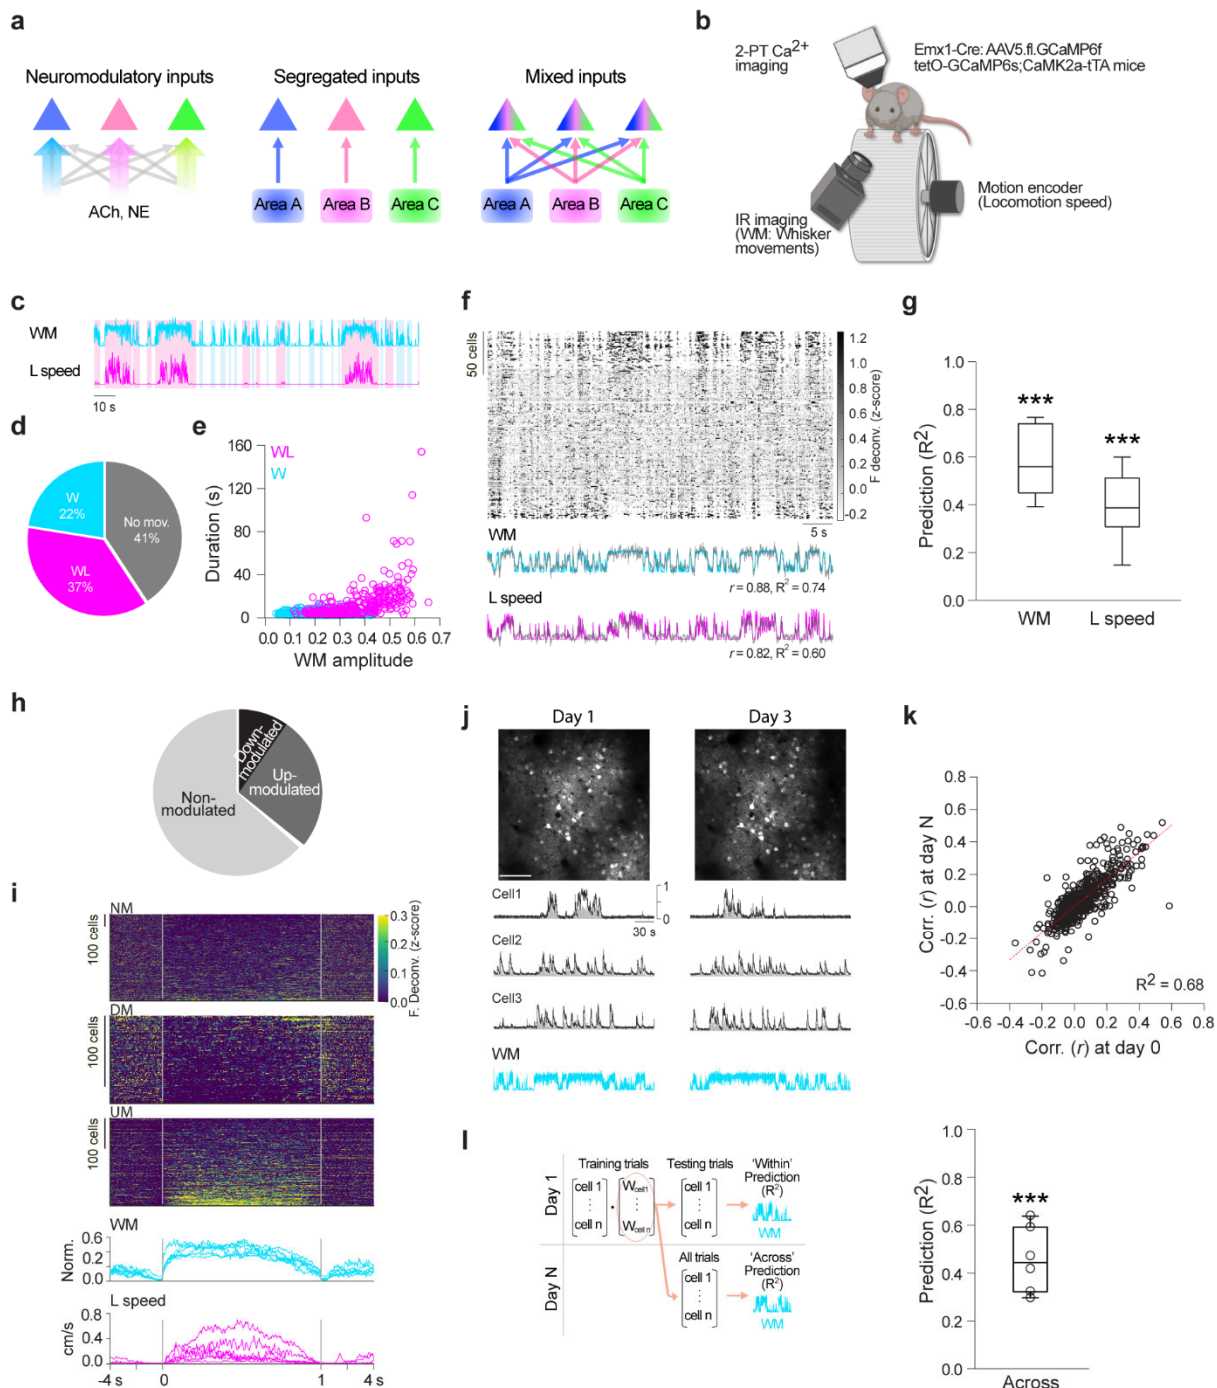 a
Neuromodulatory inputs
Segregated inputs
Mixed inputs
ACh, NE
Area A
Area B
Area C
Area A
Area B
Area C
b
2-PT Ca2+
imaging
Emx1-Cre: AAV5.fl.GCaMP6f
tetO-GCaMP6s;CaMK2a-tTA mice
IR imaging
(WM: Whisker
movements)
Motion encoder
(Locomotion speed)
c
WM
L speed
10 s
d
W
22%
No mov.
41%
WL
37%
e
Duration (s)
160
120
80
40
0
WL
W
0.0 0.1 0.2 0.3 0.4 0.5 0.6 0.7
WM amplitude
f
50 cells
1.2
1.0
0.8
0.6
0.4
0.2
0.0
-0.2
F deconv. (z-score)
5 s
WM
r = 0.88, R2 = 0.74
L speed
r = 0.82, R2 = 0.60
g
Prediction (R2)
1.0
0.8
0.6
0.4
0.2
0.0
***
***
WM
L speed
h
Down-
modulated
Up-
modulated
Non-
modulated
i
NM
100 cells
0.3
0.2
0.1
0.0
F. Deconv. (z-score)
DM
100 cells
UM
100 cells
WM
Norm.
0.6
0.3
0.0
L speed
cm/s
0.8
0.4
0.0
-4 s 0 1 4 s
j
Day 1
Day 3
Cell1
1
0
30 s
Cell2
Cell3
WM
k
Corr. (r) at day N
0.8
0.6
0.4
0.2
0.0
-0.2
-0.4
-0.6
R2 = 0.68
-0.6 -0.4 -0.2 0.0 0.2 0.4 0.6 0.8
Corr. (r) at day 0
l
Training trials
Testing trials
'Within'
Prediction
(R2)
Day 1
cell 1
cell n
Wcell1
Wcell n
cell 1
cell n
WM
Day N
All trials
cell 1
cell n
'Across'
Prediction
(R2)
WM
Prediction (R2)
1.0
0.8
0.6
0.4
0.2
0.0
***
Across